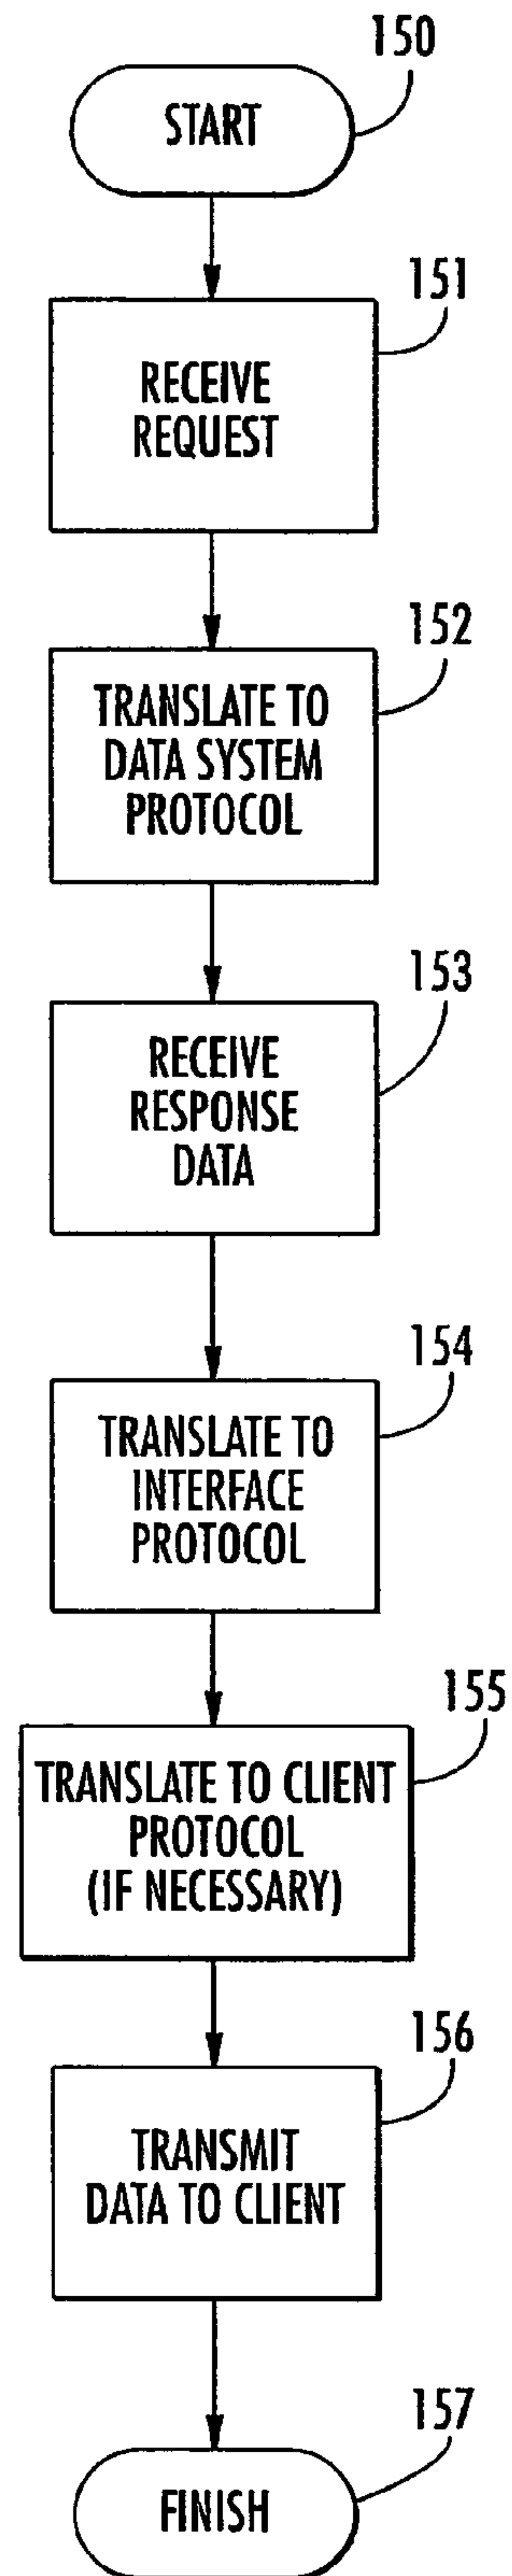 150
START
151
RECEIVE
REQUEST
152
TRANSLATE TO
DATA SYSTEM
PROTOCOL
153
RECEIVE
RESPONSE
DATA
154
TRANSLATE TO
INTERFACE
PROTOCOL
155
TRANSLATE TO CLIENT
PROTOCOL
(IF NECESSARY)
156
TRANSMIT
DATA TO CLIENT
157
FINISH